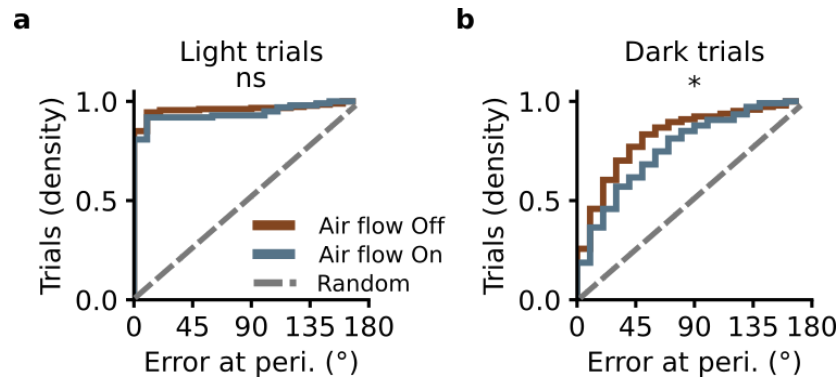 a
Light trials
ns
Trials (density)
1.0
0.5
0.0
0 45 90 135 180
Error at peri. (°)
Air flow Off
Air flow On
Random
b
Dark trials
*
Trials (density)
1.0
0.5
0.0
0 45 90 135 180
Error at peri. (°)